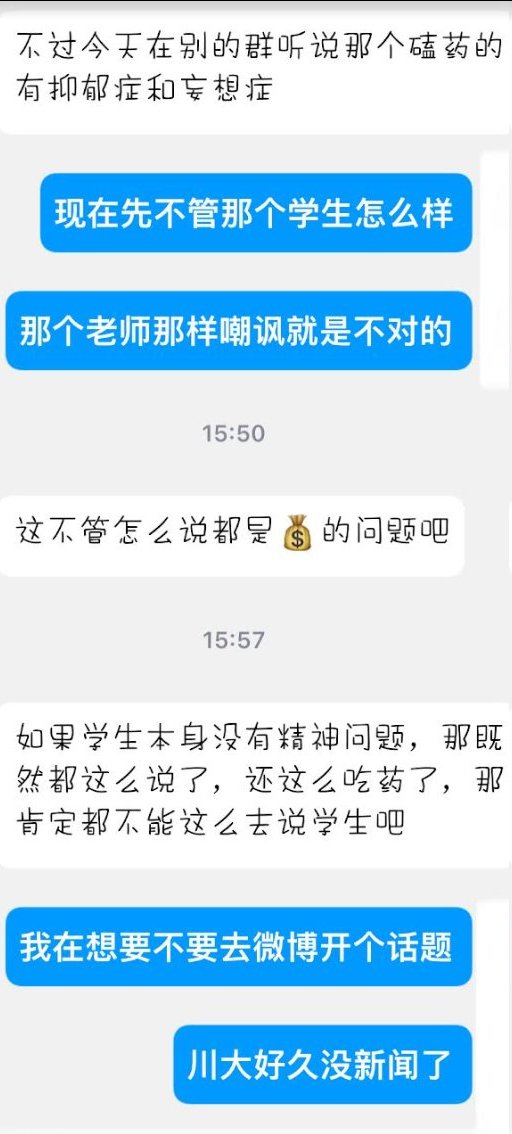 不过今天在别的群听说那个磕药的
有抑郁症和妄想症
现在先不管那个学生怎么样
那个老师那样嘲讽就是不对的
15:50
这不管怎么说都是💰的问题吧
15:57
如果学生本身没有精神问题，那既
然都这么说了，还这么吃药了，那
肯定都不能这么去说学生吧
我在想要不要去微博开个话题
川大好久没新闻了